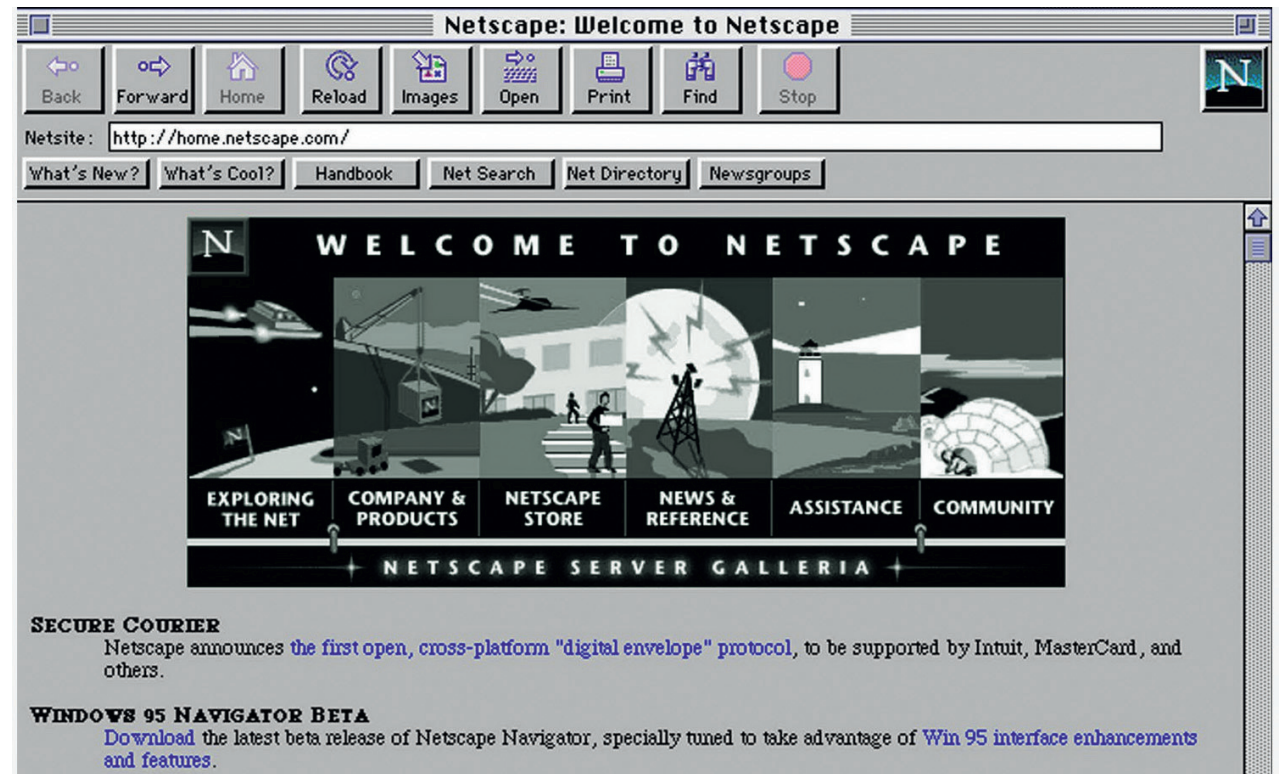 Netscape: Welcome to Netscape
Back Forward Home Reload Images Open Print Find Stop
N
Netsite: http://home.netscape.com/
What's New? What's Cool? Handbook Net Search Net Directory Newsgroups
N WELCOME TO NETSCAPE
N
N
EXPLORING THE NET
COMPANY & PRODUCTS
NETSCAPE STORE
NEWS & REFERENCE
ASSISTANCE
COMMUNITY
NETSCAPE SERVER GALLERIA
SECURE COURIER
Netscape announces the first open, cross-platform "digital envelope" protocol, to be supported by Intuit, MasterCard, and
others.
WINDOWS 95 NAVIGATOR BETA
Download the latest beta release of Netscape Navigator, specially tuned to take advantage of Win 95 interface enhancements
and features.